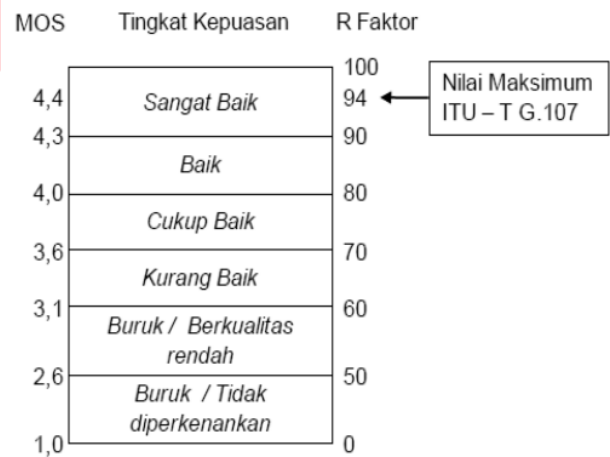 MOS Tingkat Kepuasan R Faktor
100
4,4 Sangat Baik 94
Nilai Maksimum
ITU – T G.107
4,3 90
Baik
4,0 80
Cukup Baik
3,6 70
Kurang Baik
3,1 60
Buruk / Berkualitas
rendah
2,6 50
Buruk / Tidak
diperkenankan
1,0 0